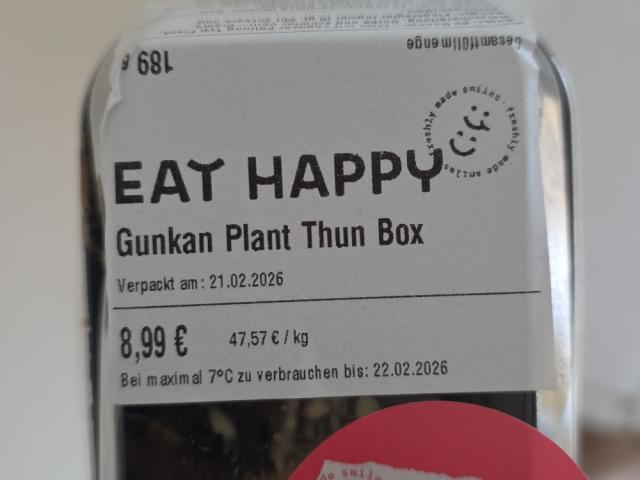 Gesamtfüllmenge
189 g
freshly made smiles · freshly made smiles
EAT HAPPY
Gunkan Plant Thun Box
Verpackt am: 21.02.2026
8,99 € 47,57 € / kg
Bei maximal 7°C zu verbrauchen bis: 22.02.2026
smiles